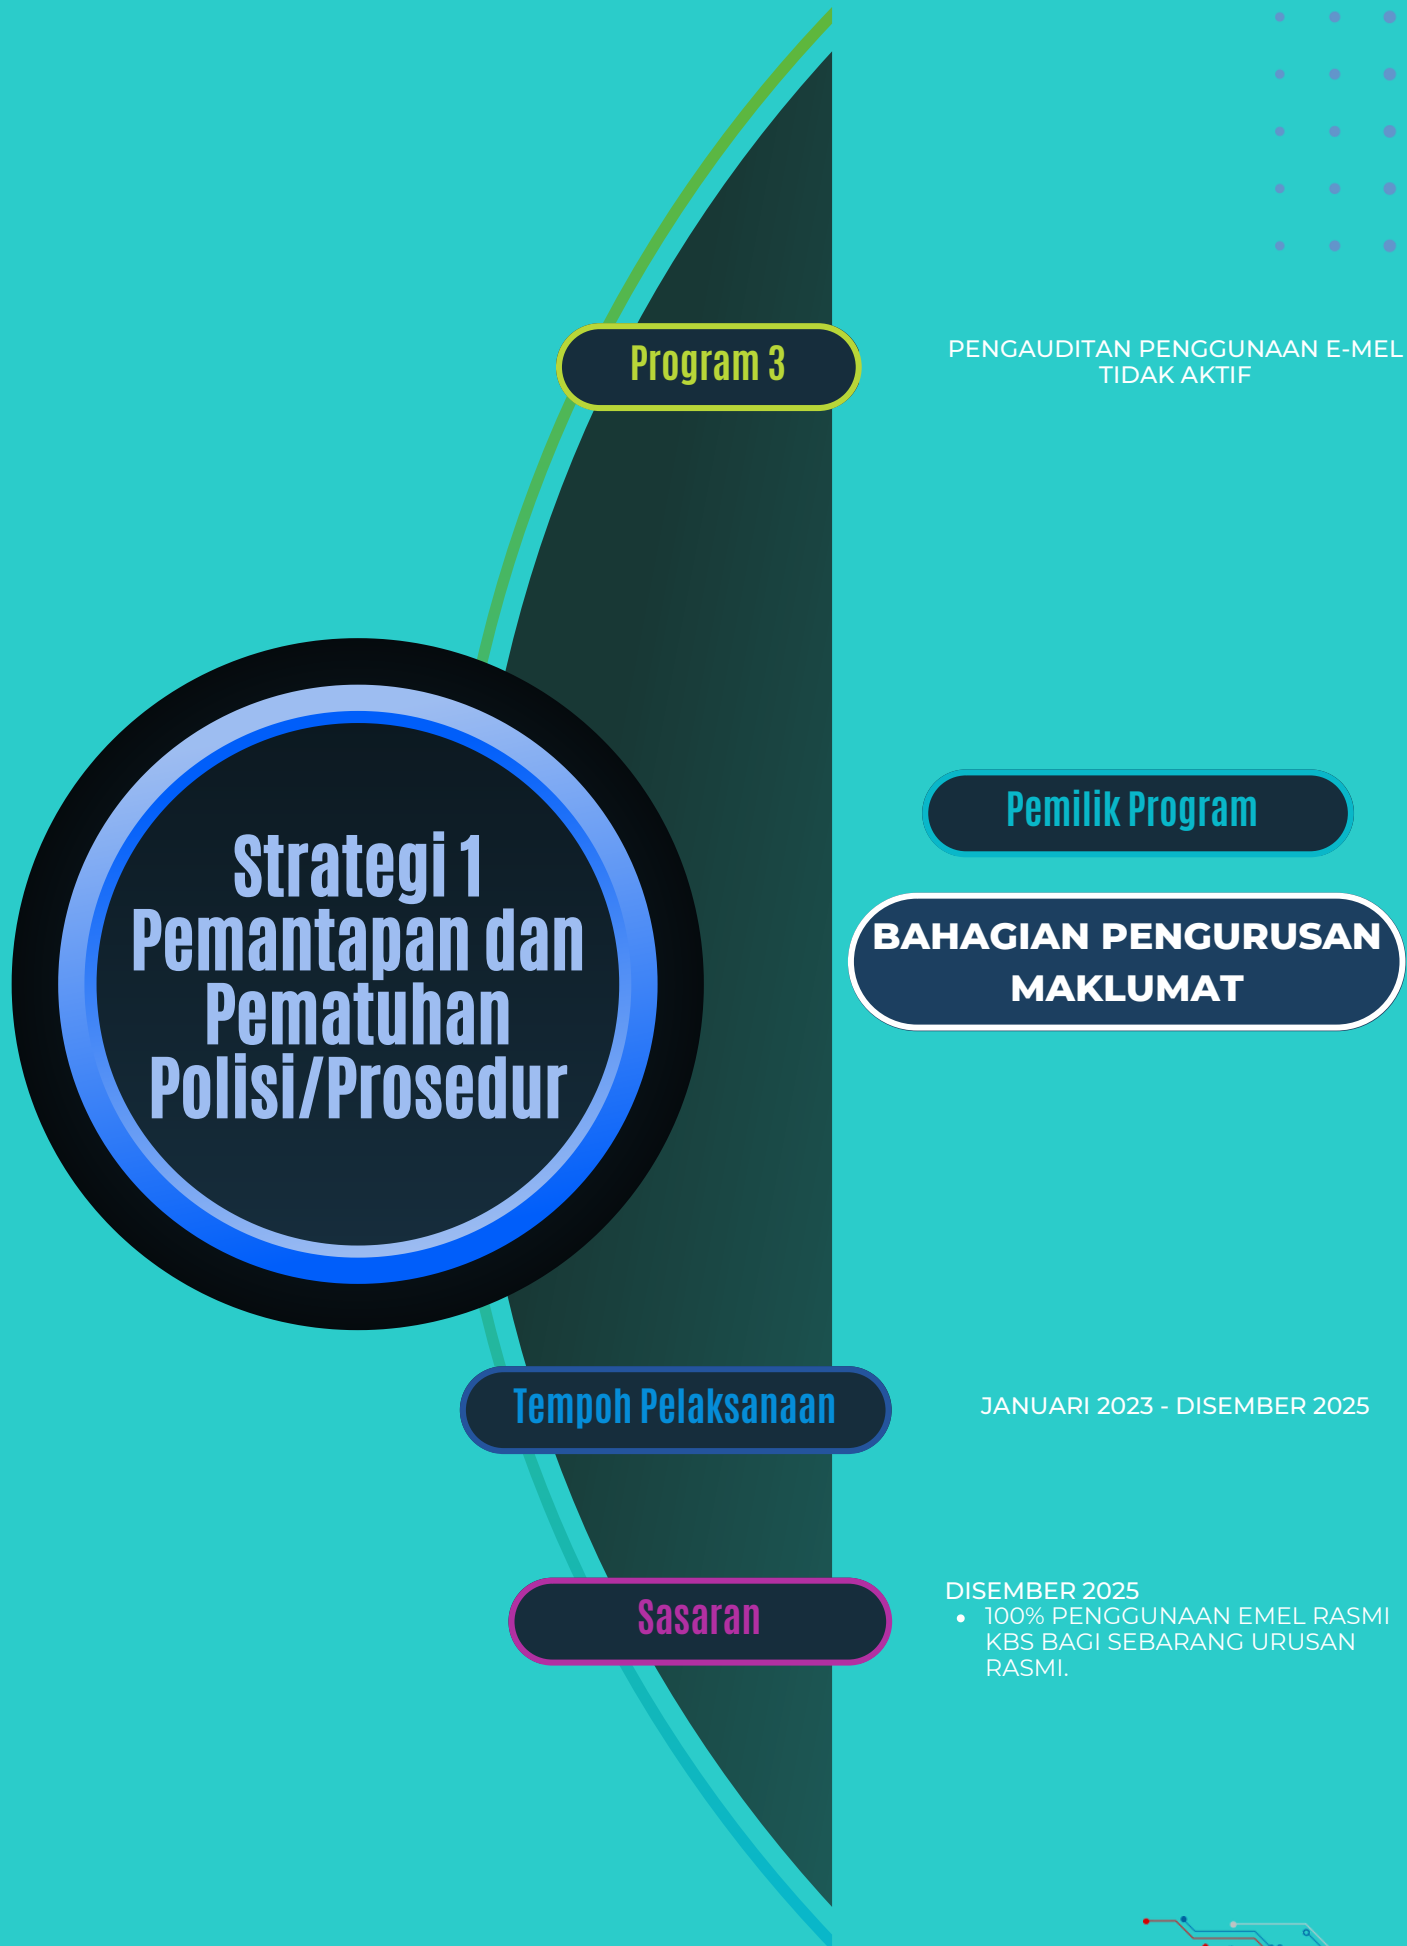 Program 3
PENGAUDITAN PENGGUNAAN E-MEL
TIDAK AKTIF
Strategi 1
Pemantapan dan
Pematuhan
Polisi/Prosedur
Pemilik Program
BAHAGIAN PENGURUSAN
MAKLUMAT
Tempoh Pelaksanaan
JANUARI 2023 - DISEMBER 2025
Sasaran
DISEMBER 2025
• 100% PENGGUNAAN EMEL RASMI
KBS BAGI SEBARANG URUSAN
RASMI.